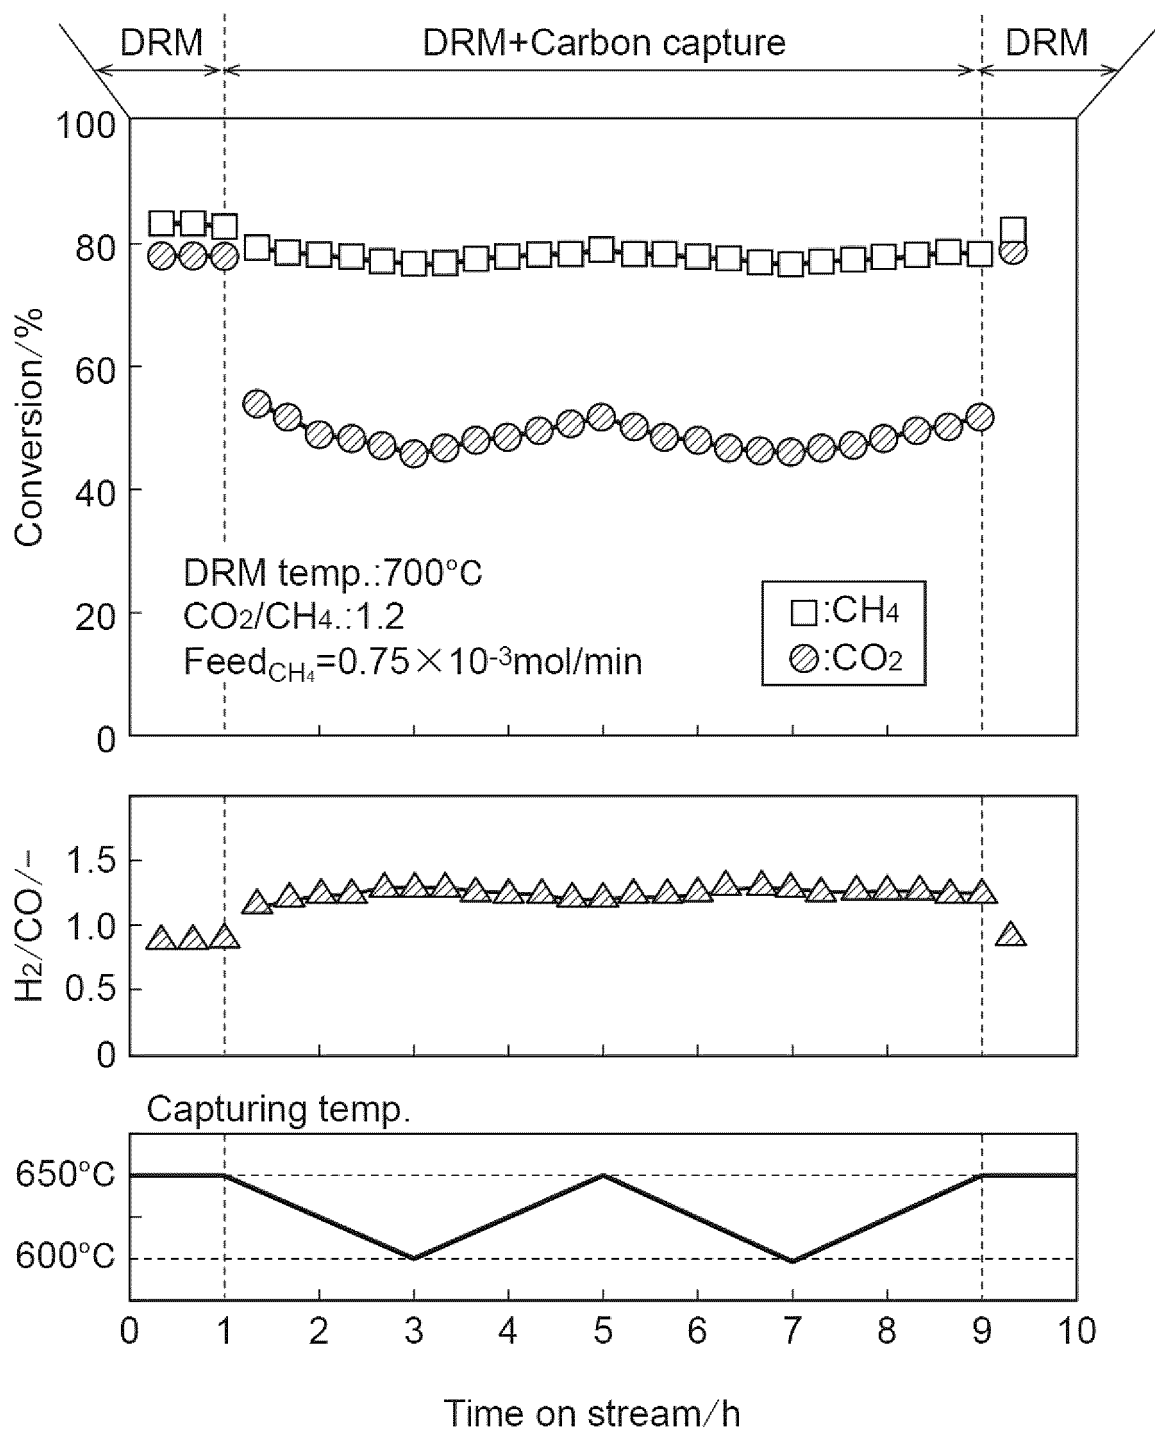 DRM DRM+Carbon capture DRM
100
80
60
40
20
0
Conversion/%
DRM temp.:700°C
CO2/CH4.:1.2
FeedCH4=0.75×10-3mol/min
□:CH4
:CO2
1.5
1.0
0.5
0
H2/CO/−
Capturing temp.
650°C
600°C
0 1 2 3 4 5 6 7 8 9 10
Time on stream/h